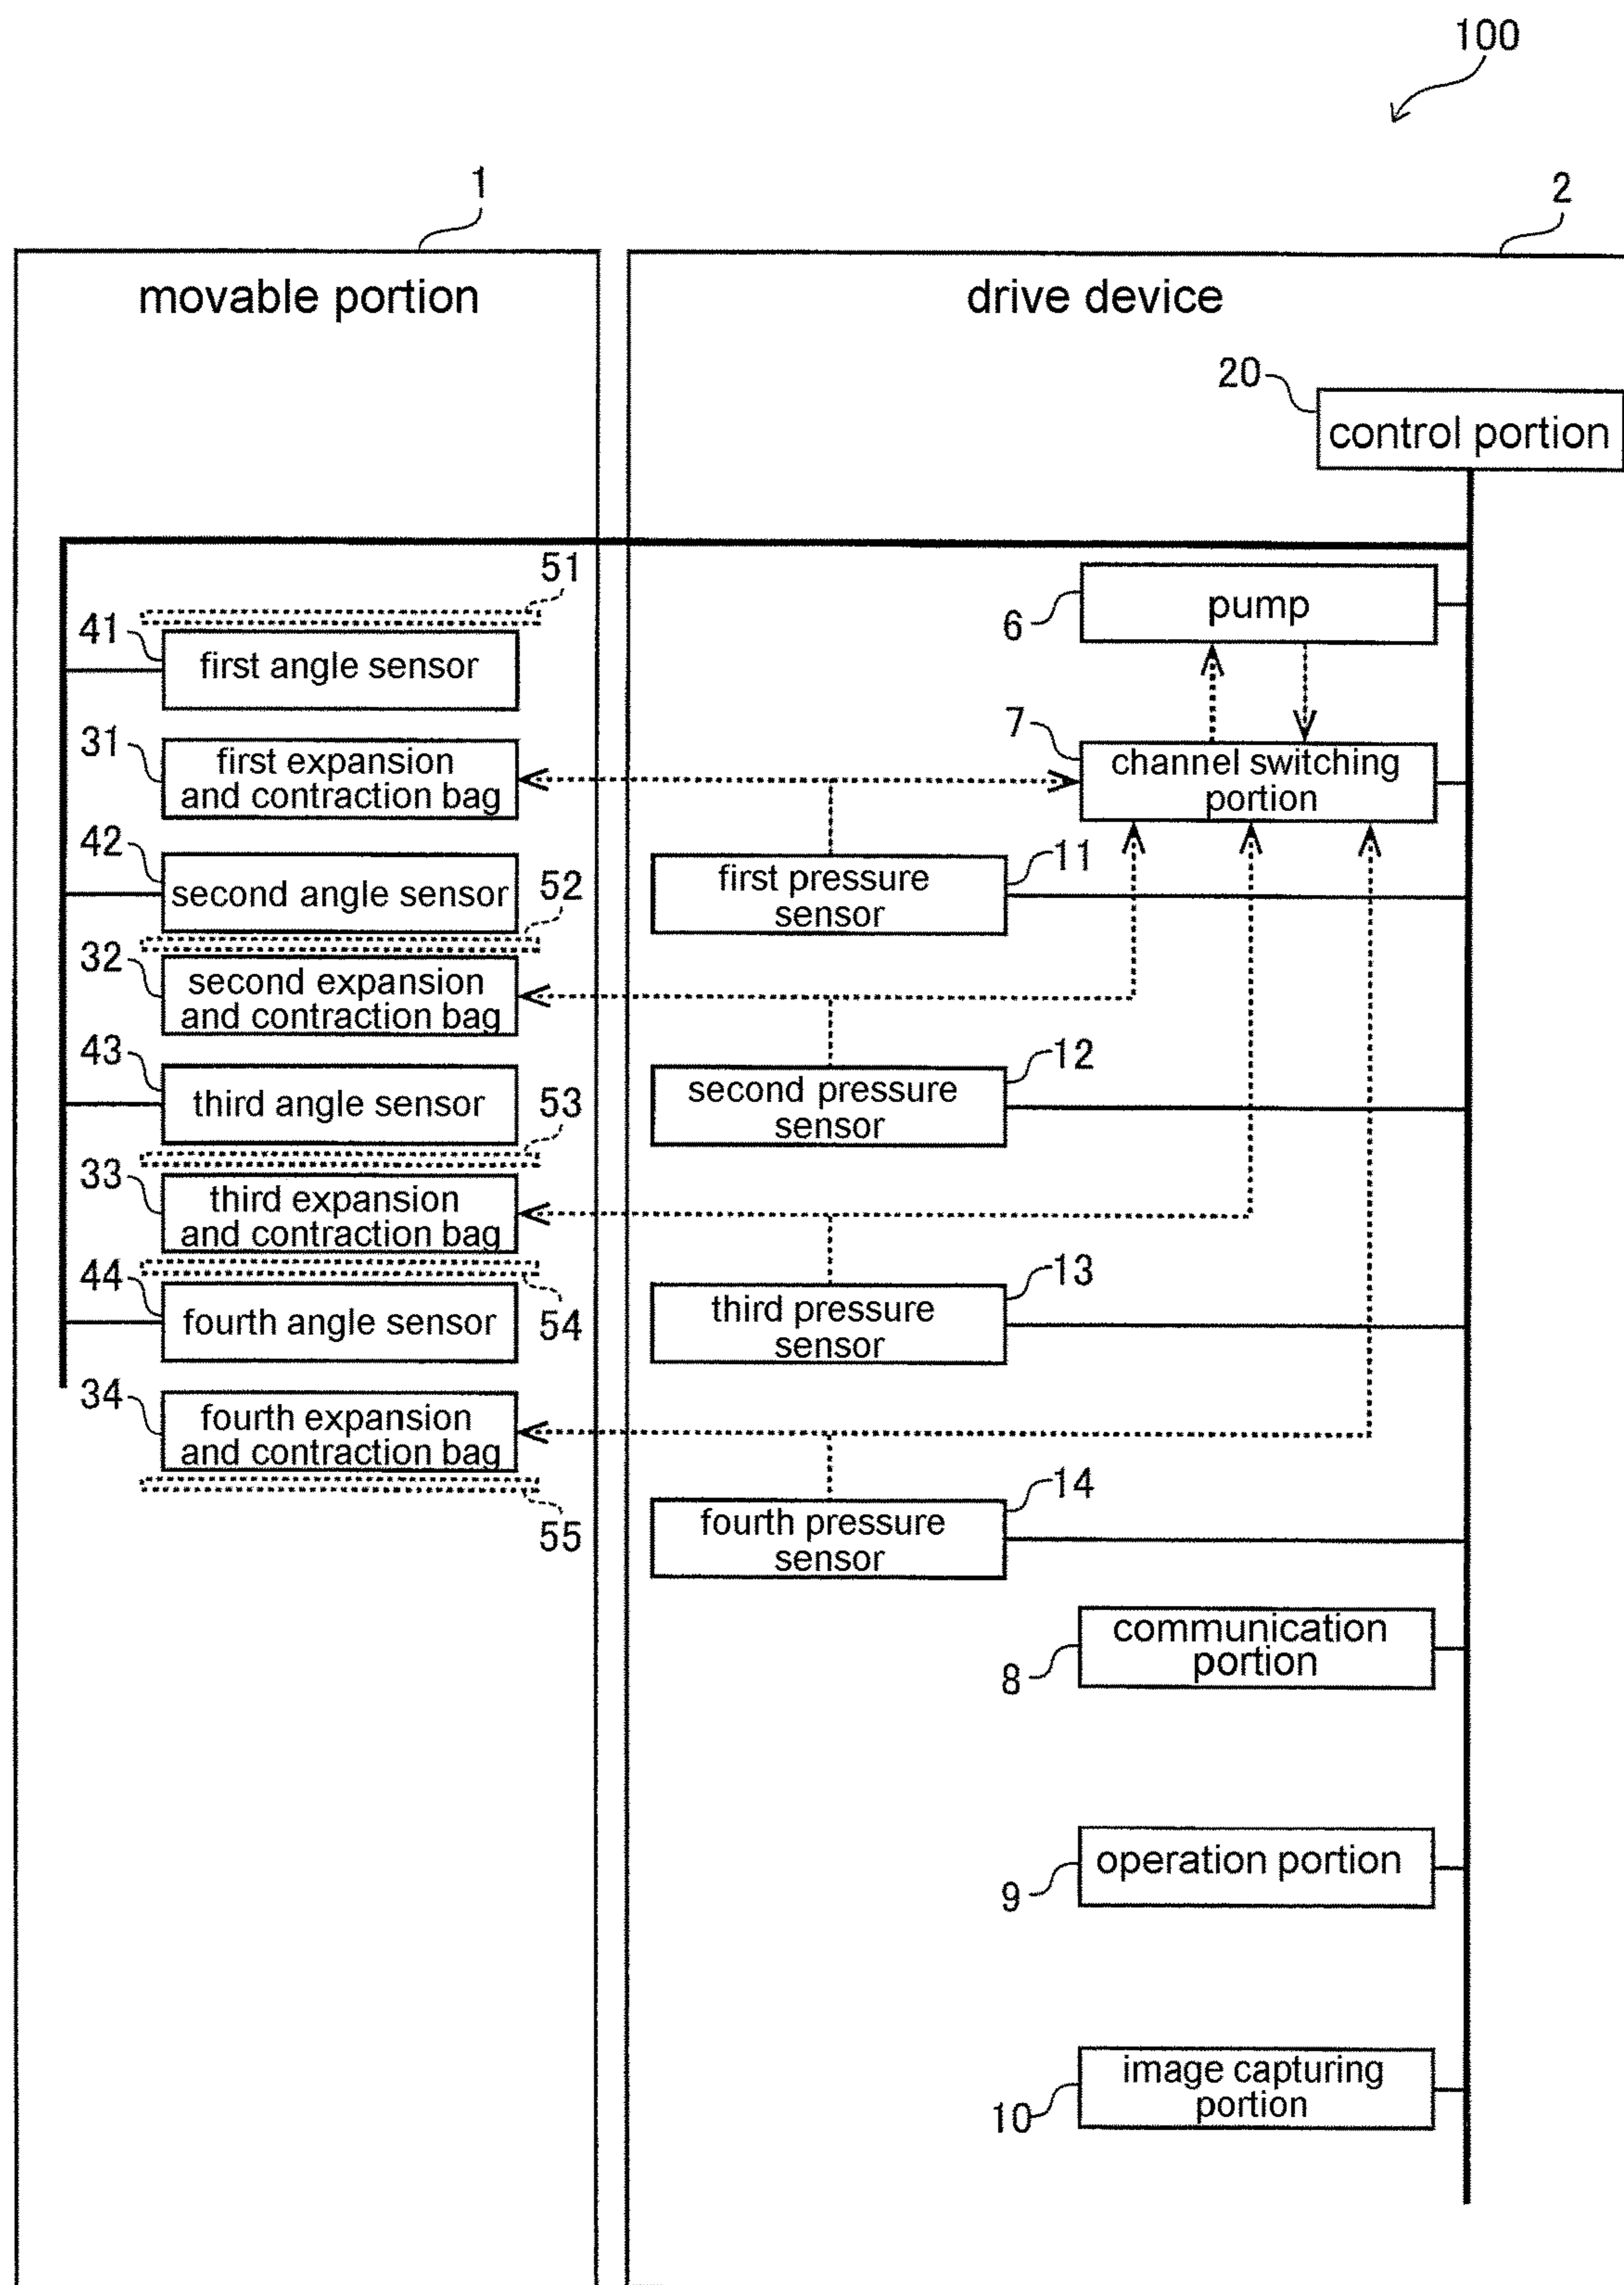 100
1
2
movable portion
drive device
20
control portion
51
41
first angle sensor
6
pump
31
first expansion
and contraction bag
7
channel switching
portion
42
second angle sensor
52
first pressure
sensor
11
32
second expansion
and contraction bag
43
third angle sensor
53
second pressure
sensor
12
33
third expansion
and contraction bag
44
fourth angle sensor
54
third pressure
sensor
13
34
fourth expansion
and contraction bag
55
fourth pressure
sensor
14
communication
portion
8
operation portion
9
image capturing
portion
10